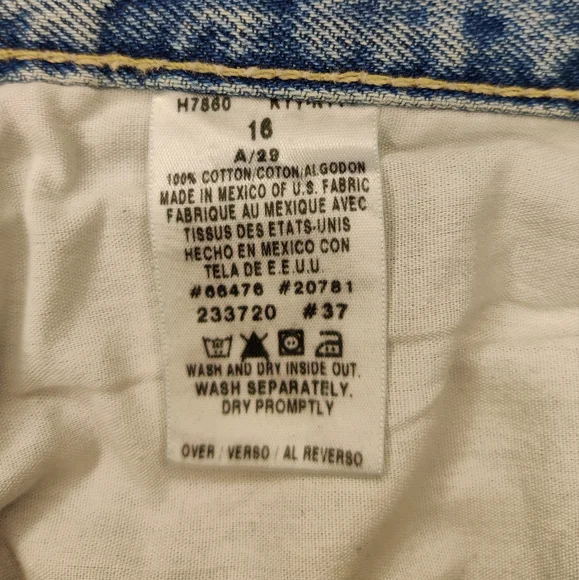 H7860
16
A/29
100% COTTON/COTON/ALGODON
MADE IN MEXICO OF U.S. FABRIC
FABRIQUE AU MEXIQUE AVEC
TISSUS DES ETATS-UNIS
HECHO EN MEXICO CON
TELA DE E.E.U.U.
#66476 #20781
233720 #37
WASH AND DRY INSIDE OUT.
WASH SEPARATELY.
DRY PROMPTLY
OVER / VERSO / AL REVERSO